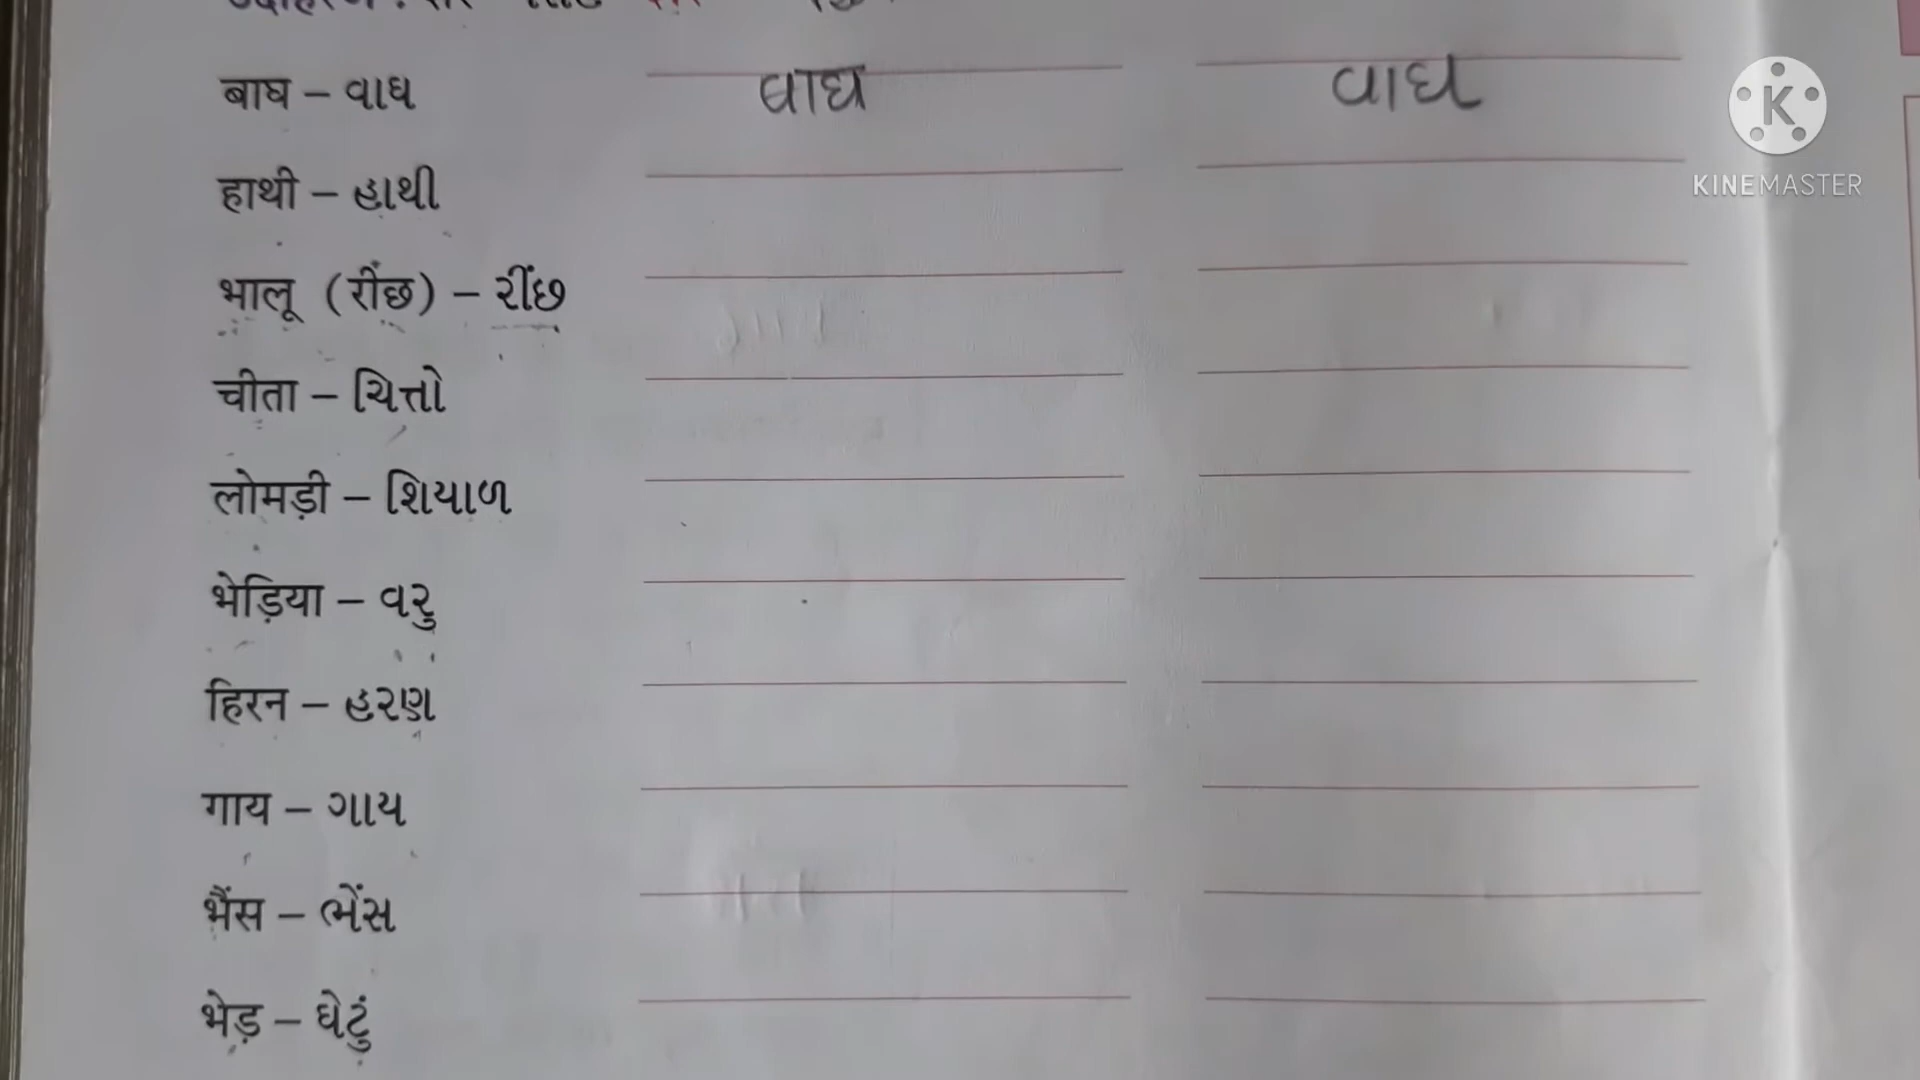 बाघ – વાઘ વાઘ વાઘ
हाथी – હાથી
भालू (रींछ) – રીંછ
चीता – ચિત્તો
लोमड़ी – શિયાળ
भेड़िया – વરુ
हिरन – હરણ
गाय – ગાય
भैंस – ભેંસ
भेड़ – ઘેટું
K
KINEMASTER